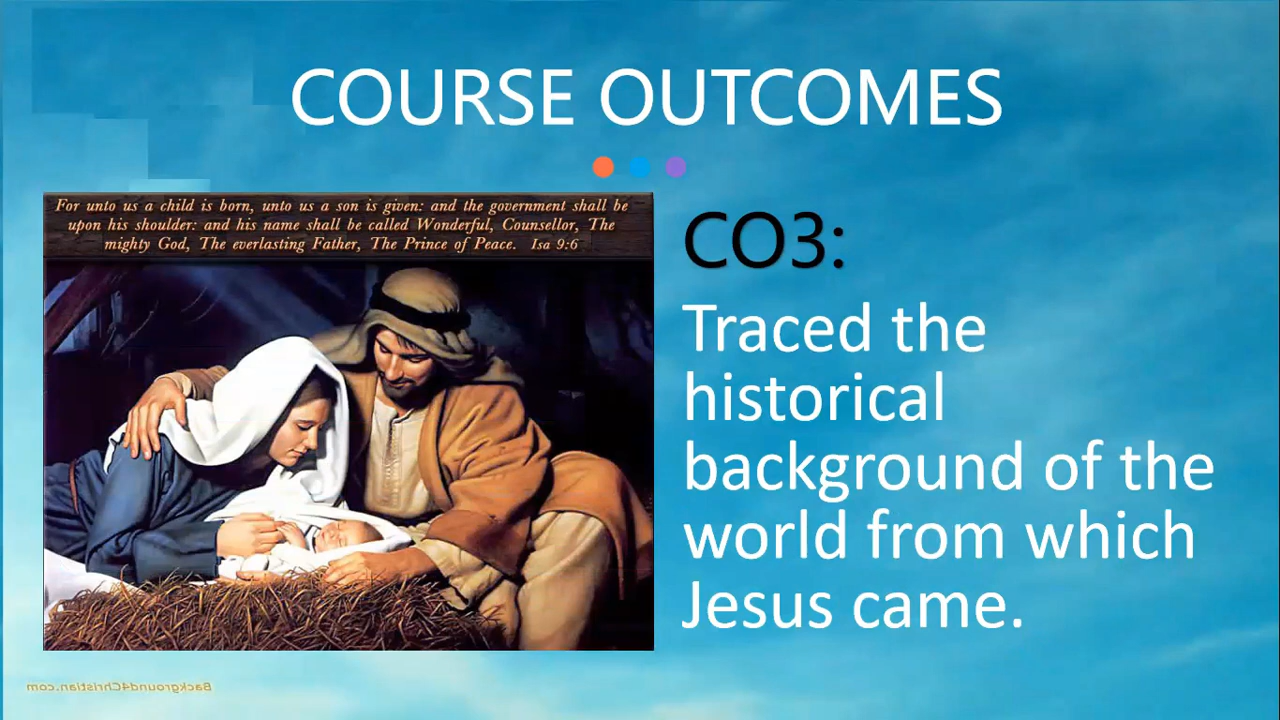 COURSE OUTCOMES
For unto us a child is born, unto us a son is given: and the government shall be
upon his shoulder: and his name shall be called Wonderful, Counsellor, The
mighty God, The everlasting Father, The Prince of Peace. Isa 9:6
CO3:
Traced the
historical
background of the
world from which
Jesus came.
Background4Christian.com